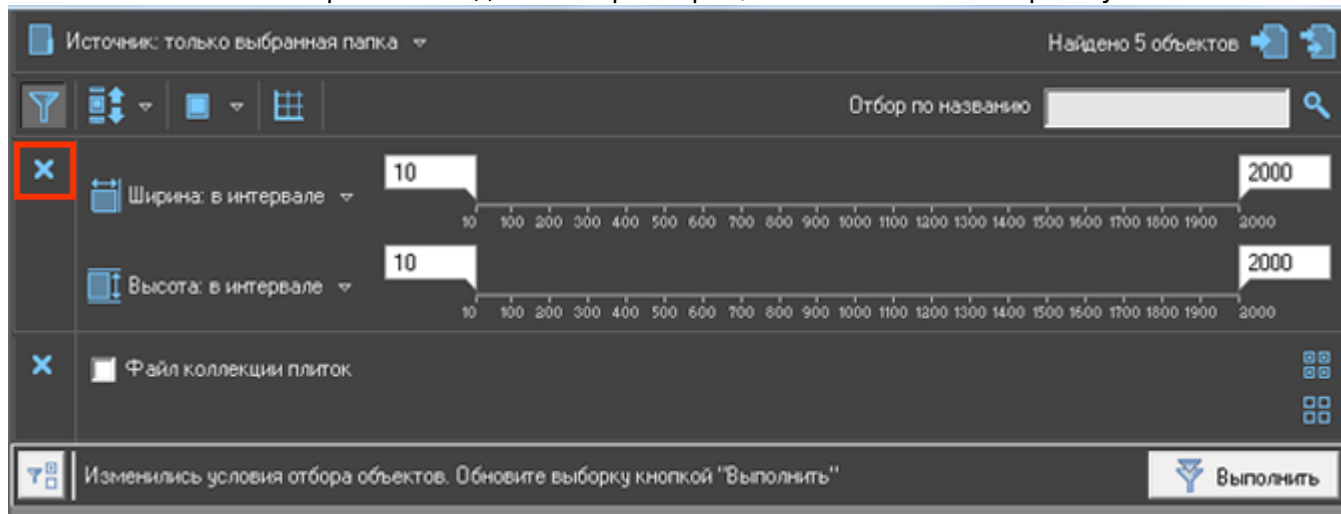 Источник: только выбранная папка
Найдено 5 объектов
Отбор по названию
10
2000
Ширина: в интервале
10 100 200 300 400 500 600 700 800 900 1000 1100 1200 1300 1400 1500 1600 1700 1800 1900 2000
10
2000
Высота: в интервале
10 100 200 300 400 500 600 700 800 900 1000 1100 1200 1300 1400 1500 1600 1700 1800 1900 2000
Файл коллекции плиток
Изменились условия отбора объектов. Обновите выборку кнопкой "Выполнить"
Выполнить